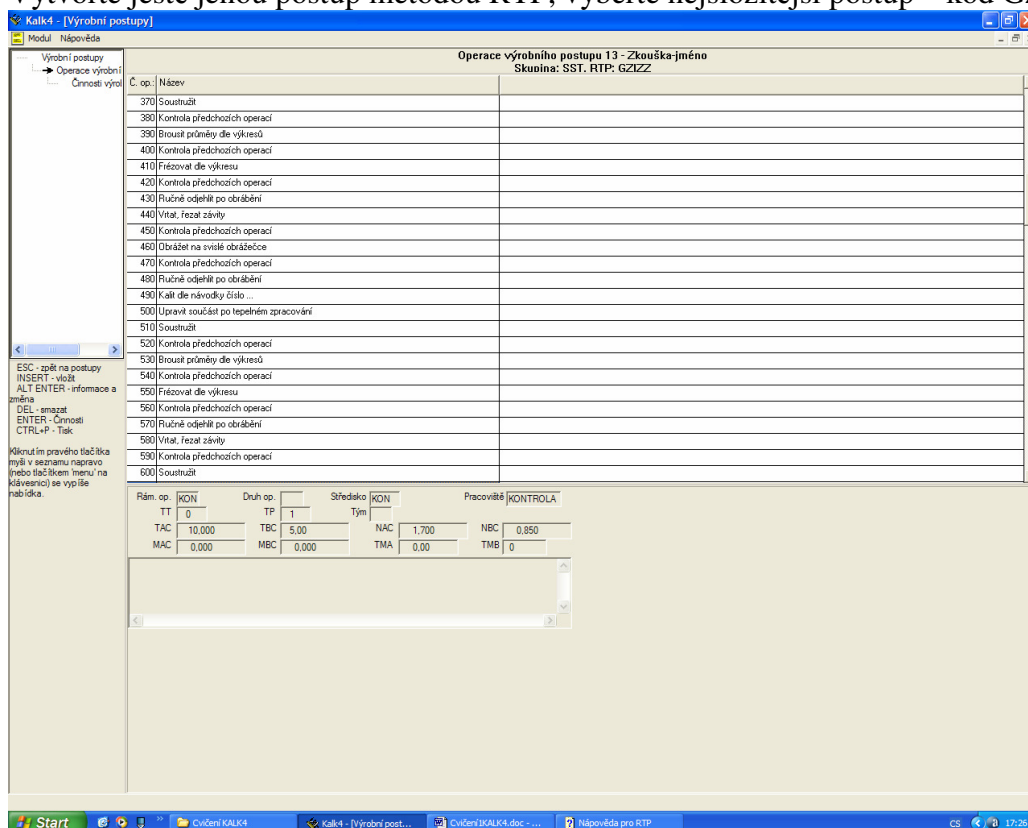 Vytvořte ještě jenou postup metodou RTP, vyberte nejsložitější postup – kód
Kalk4 - [Výrobní postupy]
Modul Nápověda
Výrobní postupy
Operace výrobní
Činnosti výrol
Operace výrobního postupu 13 - Zkouška-jméno
Skupina: SST. RTP: GZIZZ
Č. op.: Název
370 Soustružit
380 Kontrola předchozích operací
390 Brousit průměry dle výkresů
400 Kontrola předchozích operací
410 Frézovat dle výkresu
420 Kontrola předchozích operací
430 Ručně odjehlit po obrábění
440 Vrtat, řezat závity
450 Kontrola předchozích operací
460 Obrážet na svislé obrážečce
470 Kontrola předchozích operací
480 Ručně odjehlit po obrábění
490 Kalit dle návodky číslo ...
500 Upravit součást po tepelném zpracování
510 Soustružit
520 Kontrola předchozích operací
530 Brousit průměry dle výkresů
540 Kontrola předchozích operací
550 Frézovat dle výkresu
560 Kontrola předchozích operací
570 Ručně odjehlit po obrábění
580 Vrtat, řezat závity
590 Kontrola předchozích operací
600 Soustružit
ESC - zpět na postupy
INSERT - vložit
ALT ENTER - informace a
změna
DEL - smazat
ENTER - Činnosti
CTRL+P - Tisk
Kliknutím pravého tlačítka
myši v seznamu napravo
(nebo tlačítkem 'menu' na
klávesnici) se vypíše
nabídka.
Rám. op. KON Druh op. Středisko KON Pracoviště KONTROLA
TT 0 TP 1 Tým
TAC 10,000 TBC 5,00 NAC 1,700 NBC 0,850
MAC 0,000 MBC 0,000 TMA 0,00 TMB 0
Start Cvičení KALK4 Kalk4 - [Výrobní post... Cvičení1KALK4.doc - ... Nápověda pro RTP CS 17:26